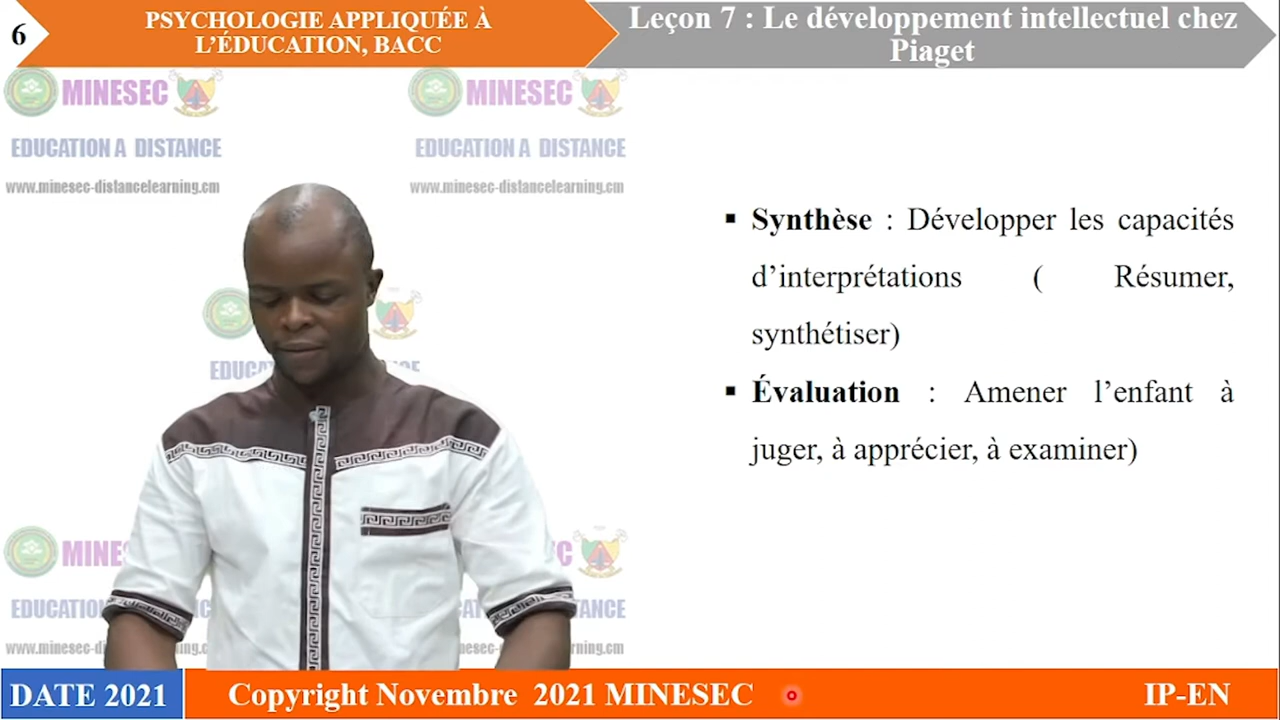 6
PSYCHOLOGIE APPLIQUÉE À
L’ÉDUCATION, BACC
Leçon 7 : Le développement intellectuel chez
Piaget
MINESEC
EDUCATION A DISTANCE
www.minesec-distancelearning.cm
MINESEC
EDUCATION A DISTANCE
www.minesec-distancelearning.cm
▪ Synthèse : Développer les capacités
d’interprétations ( Résumer,
synthétiser)
▪ Évaluation : Amener l’enfant à
juger, à apprécier, à examiner)
DATE 2021
Copyright Novembre 2021 MINESEC
IP-EN